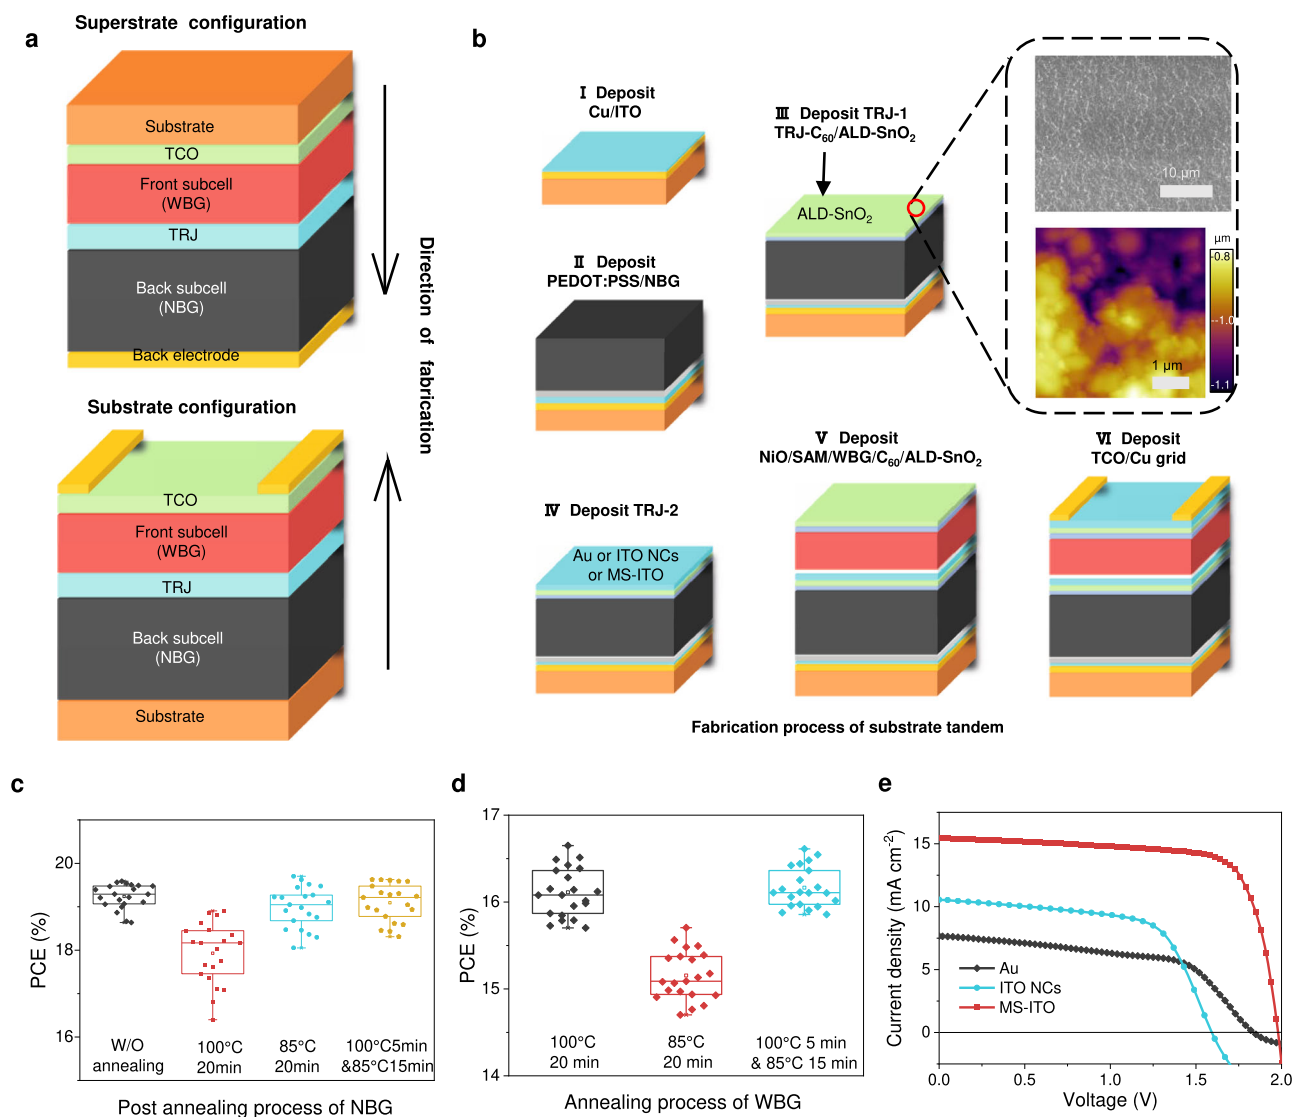 a
Superstrate configuration
Substrate
TCO
Front subcell
(WBG)
TRJ
Back subcell
(NBG)
Back electrode
Direction of fabrication
Substrate configuration
TCO
Front subcell
(WBG)
TRJ
Back subcell
(NBG)
Substrate
b
Ⅰ Deposit
Cu/ITO
Ⅱ Deposit
PEDOT:PSS/NBG
Ⅲ Deposit TRJ-1
TRJ-C60/ALD-SnO2
ALD-SnO2
10 μm
μm
-0.8
--1.0
-1.1
1 μm
Ⅳ Deposit TRJ-2
Au or ITO NCs
or MS-ITO
Ⅴ Deposit
NiO/SAM/WBG/C60/ALD-SnO2
Ⅵ Deposit
TCO/Cu grid
Fabrication process of substrate tandem
c
PCE (%)
20
18
16
W/O
annealing
100°C
20min
85°C
20min
100°C5min
&85°C15min
Post annealing process of NBG
d
PCE (%)
17
16
15
14
100°C
20 min
85°C
20 min
100°C 5 min
& 85°C 15 min
Annealing process of WBG
e
Current density (mA cm-2)
15
10
5
0
Au
ITO NCs
MS-ITO
0.0
0.5
1.0
1.5
2.0
Voltage (V)